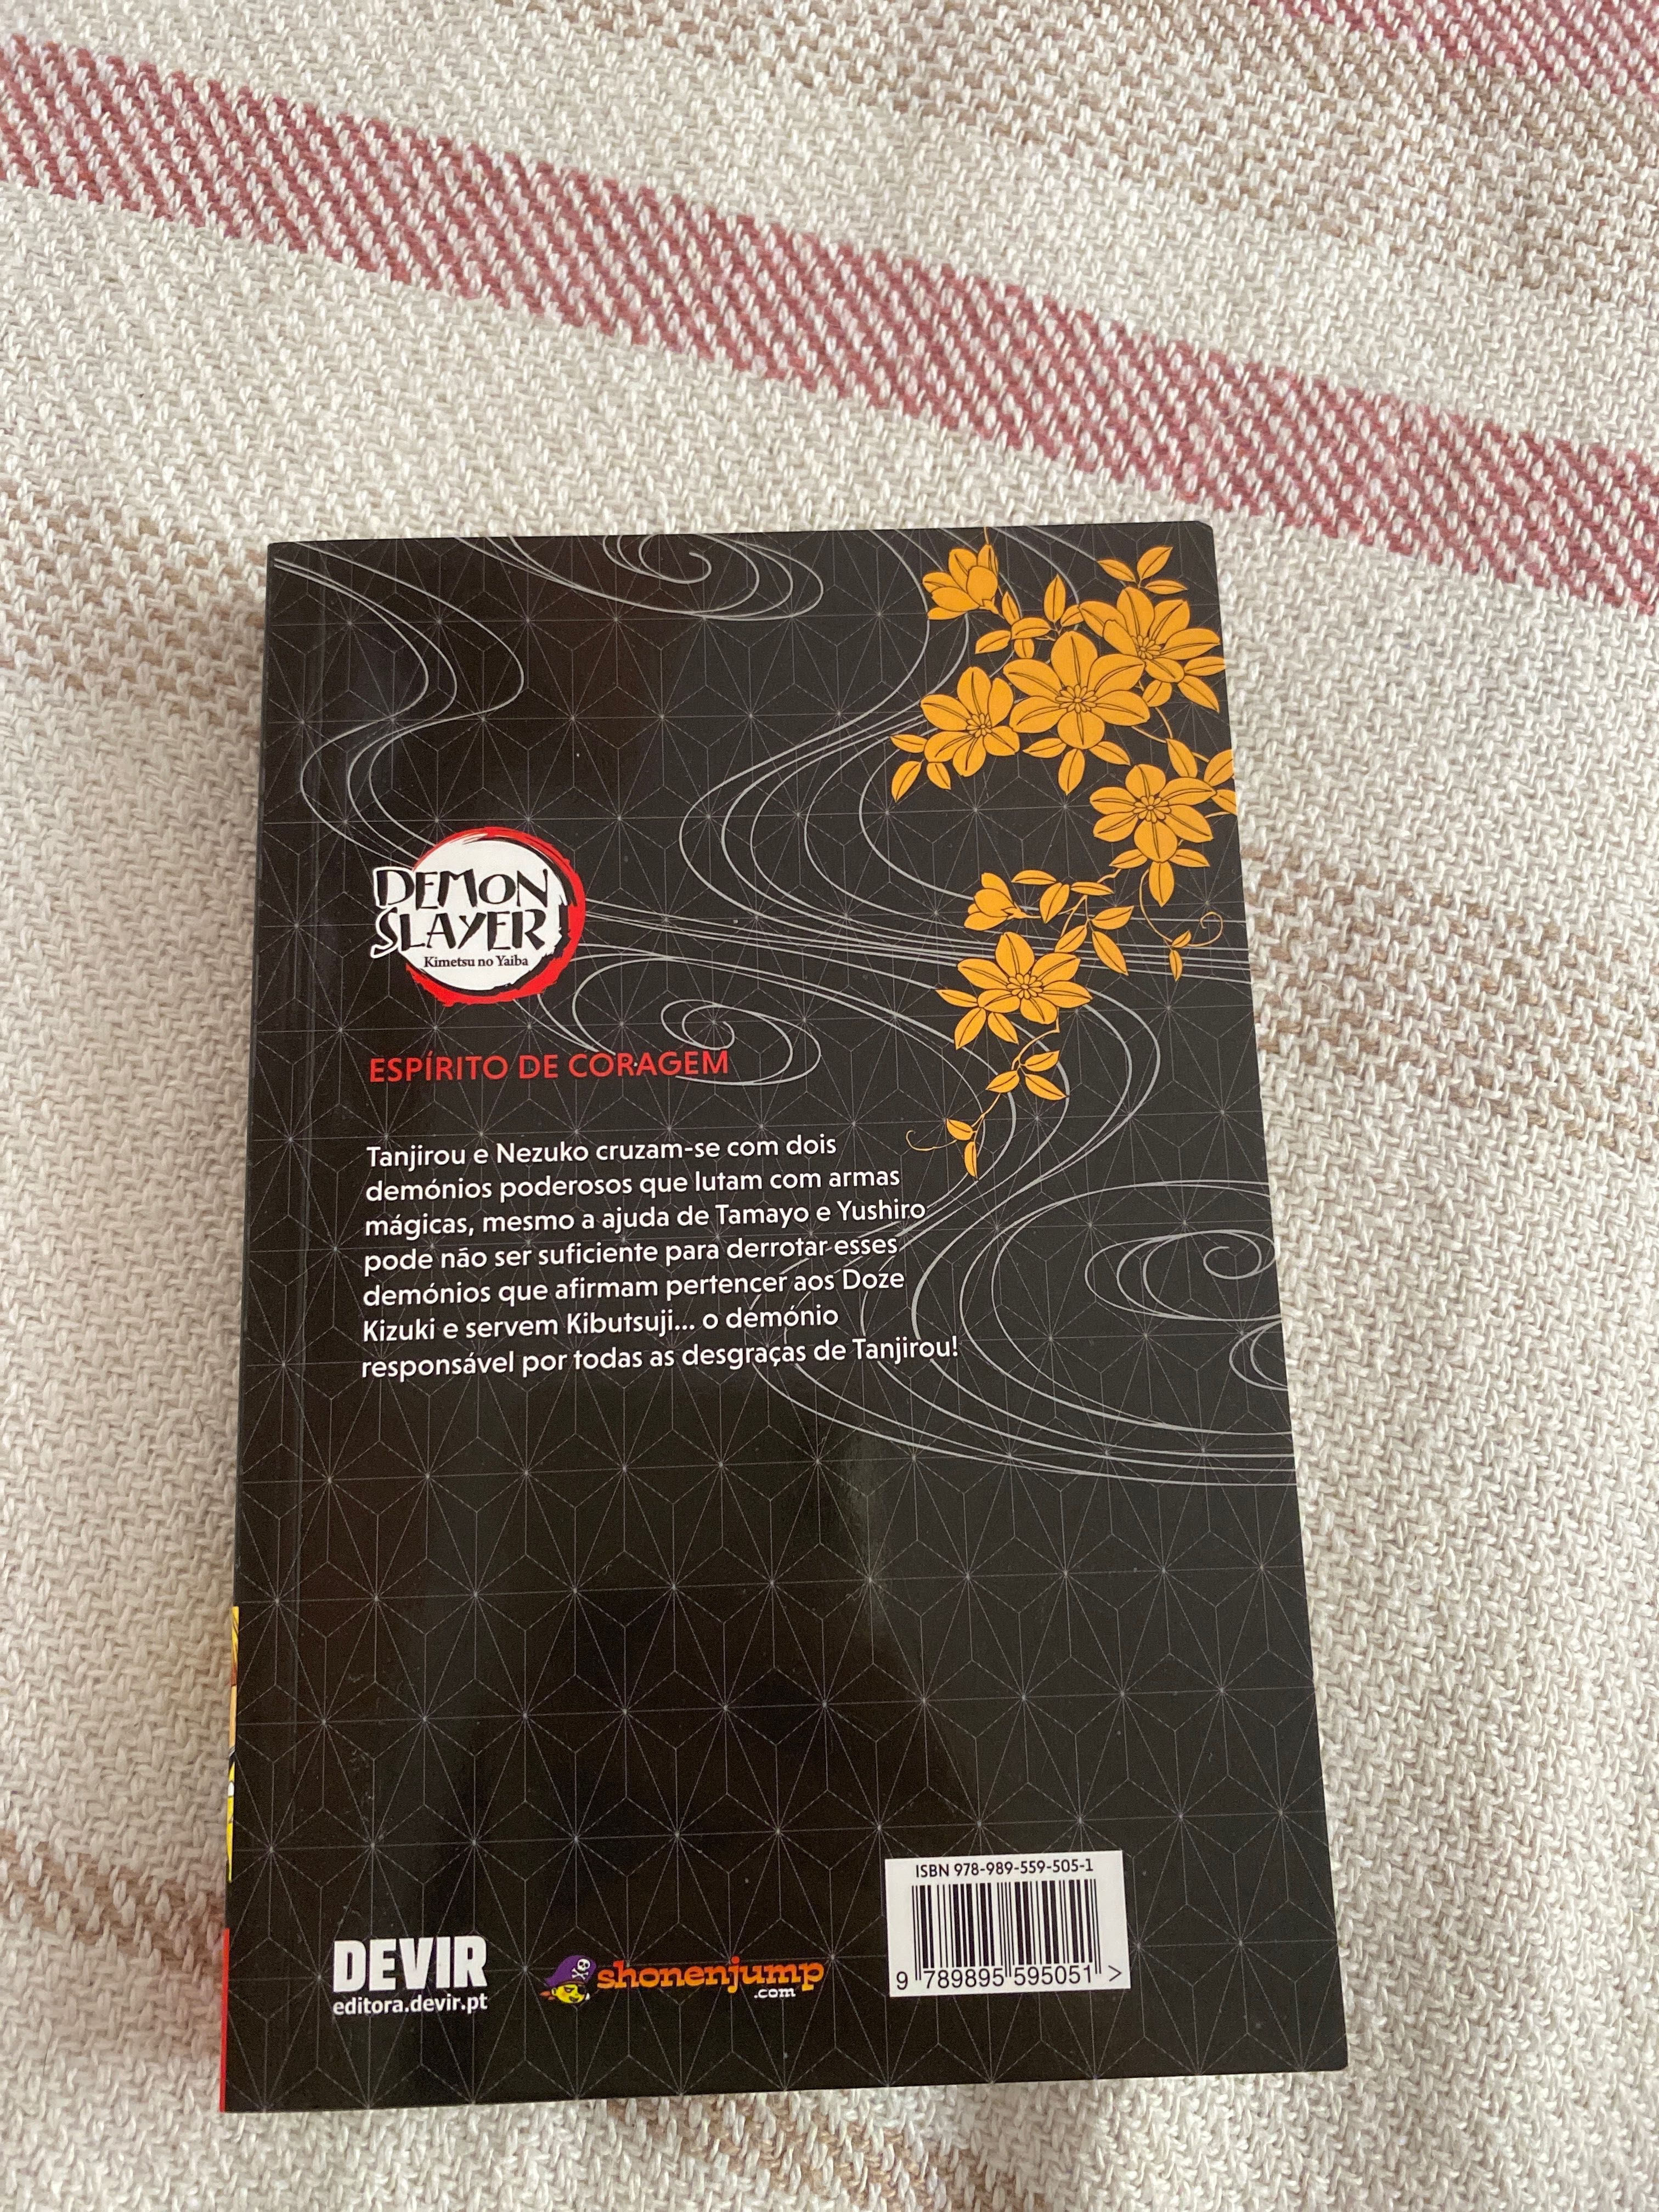 DEMON
SLAYER
Kimetsu no Yaiba
ESPÍRITO DE CORAGEM
Tanjirou e Nezuko cruzam-se com dois
demónios poderosos que lutam com armas
mágicas, mesmo a ajuda de Tamayo e Yushiro
pode não ser suficiente para derrotar esses
demónios que afirmam pertencer aos Doze
Kizuki e servem Kibutsuji... o demónio
responsável por todas as desgraças de Tanjirou!
DEVIR
editora.devir.pt
shonenjump
.com
ISBN 978-989-559-505-1
9 789895 595051 >